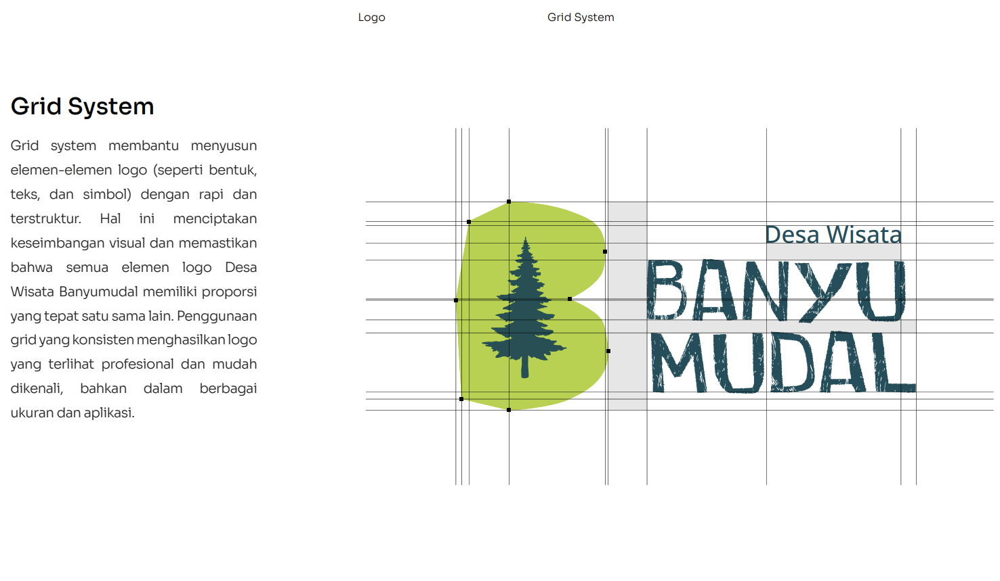 Logo
Grid System
Grid System
Grid system membantu menyusun
elemen-elemen logo (seperti bentuk,
teks, dan simbol) dengan rapi dan
terstruktur. Hal ini menciptakan
keseimbangan visual dan memastikan
bahwa semua elemen logo Desa
Wisata Banyumudal memiliki proporsi
yang tepat satu sama lain. Penggunaan
grid yang konsisten menghasilkan logo
yang terlihat profesional dan mudah
dikenali, bahkan dalam berbagai
ukuran dan aplikasi.
Desa Wisata
BANYU
MUDAL